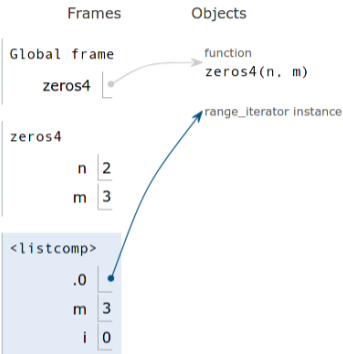 Frames Objects
Global frame
zeros4
function
zeros4(n, m)
range_iterator instance
zeros4
n 2
m 3
<listcomp>
.0
m 3
i 0